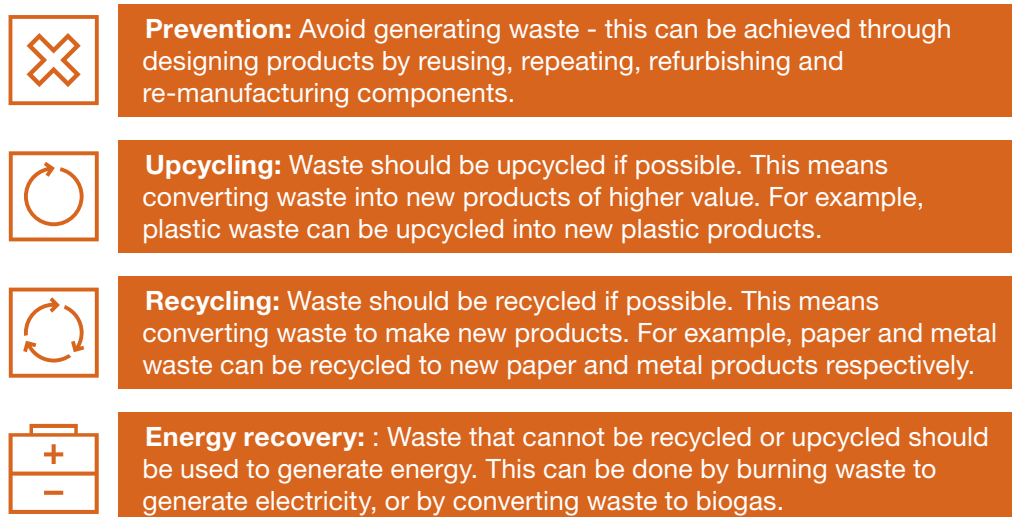 Prevention: Avoid generating waste - this can be achieved through
designing products by reusing, repeating, refurbishing and
re-manufacturing components.
Upcycling: Waste should be upcycled if possible. This means
converting waste into new products of higher value. For example,
plastic waste can be upcycled into new plastic products.
Recycling: Waste should be recycled if possible. This means
converting waste to make new products. For example, paper and metal
waste can be recycled to new paper and metal products respectively.
Energy recovery: : Waste that cannot be recycled or upcycled should
be used to generate energy. This can be done by burning waste to
generate electricity, or by converting waste to biogas.